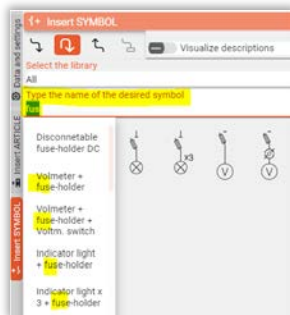 Insert SYMBOL
Visualize descriptions
Select the library
All
Type the name of the desired symbol
fus
Data and settings
Insert ARTICLE
Insert SYMBOL
Disconnetable
fuse-holder DC
Volmeter +
fuse-holder
Volmeter +
fuse-holder +
Voltm. switch
Indicator light
+ fuse-holder
Indicator light x
3 + fuse-holder
x3
V
V